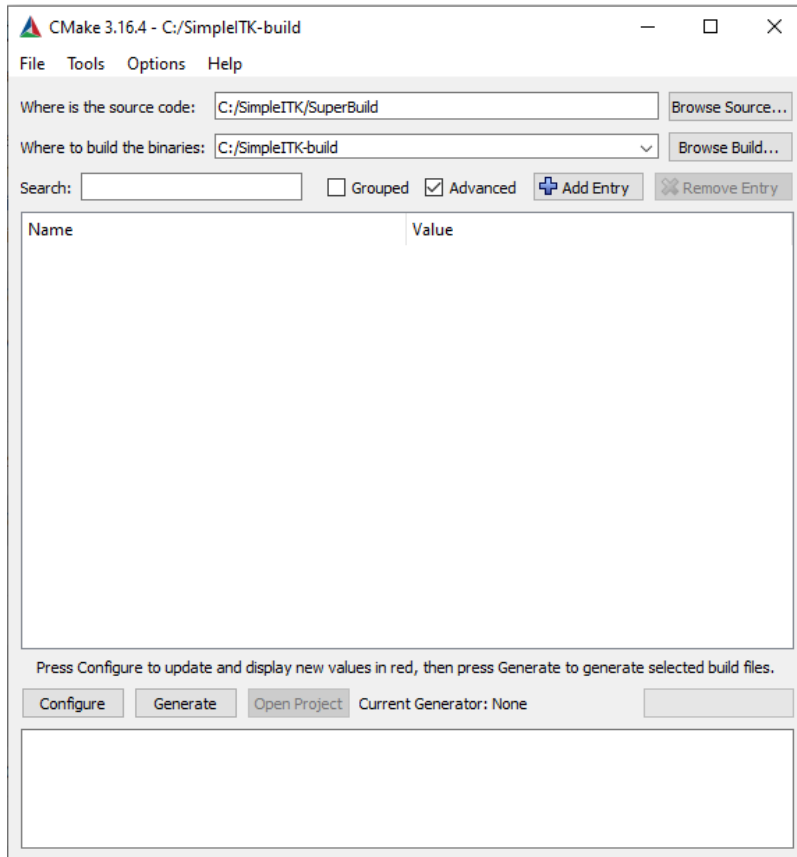 CMake 3.16.4 - C:/SimpleITK-build
File Tools Options Help
Where is the source code: C:/SimpleITK/SuperBuild Browse Source...
Where to build the binaries: C:/SimpleITK-build Browse Build...
Search: Grouped Advanced Add Entry Remove Entry
Name Value
Press Configure to update and display new values in red, then press Generate to generate selected build files.
Configure Generate Open Project Current Generator: None